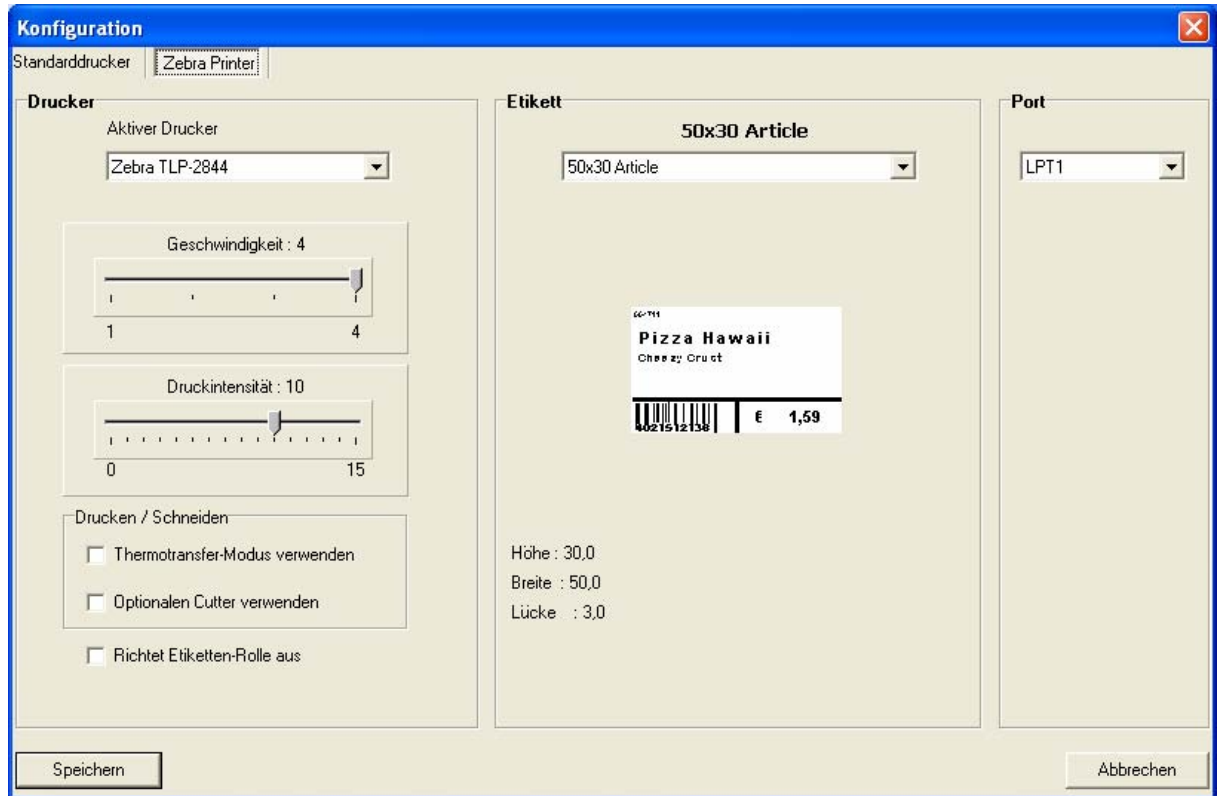 Konfiguration
Standarddrucker
Zebra Printer
Drucker
Aktiver Drucker
Zebra TLP-2844
Geschwindigkeit : 4
1 4
Druckintensität : 10
0 15
Drucken / Schneiden
Thermotransfer-Modus verwenden
Optionalen Cutter verwenden
Richtet Etiketten-Rolle aus
Etikett
50x30 Article
50x30 Article
Pizza Hawaii
Cheezy Crust
4021512138
€ 1,59
Höhe : 30,0
Breite : 50,0
Lücke : 3,0
Port
LPT1
Speichern
Abbrechen